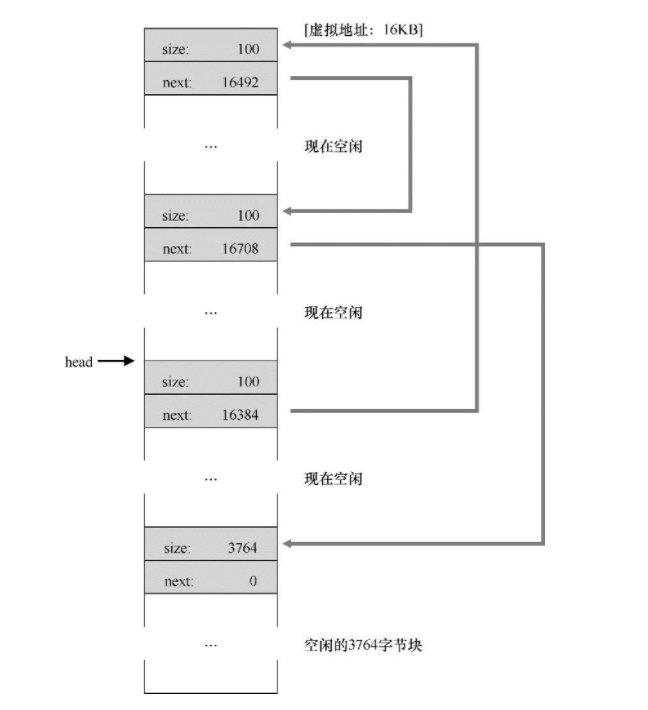 [虚拟地址：16KB]
size: 100
next: 16492
... 现在空闲
size: 100
next: 16708
... 现在空闲
head
size: 100
next: 16384
... 现在空闲
size: 3764
next: 0
... 空闲的3764字节块